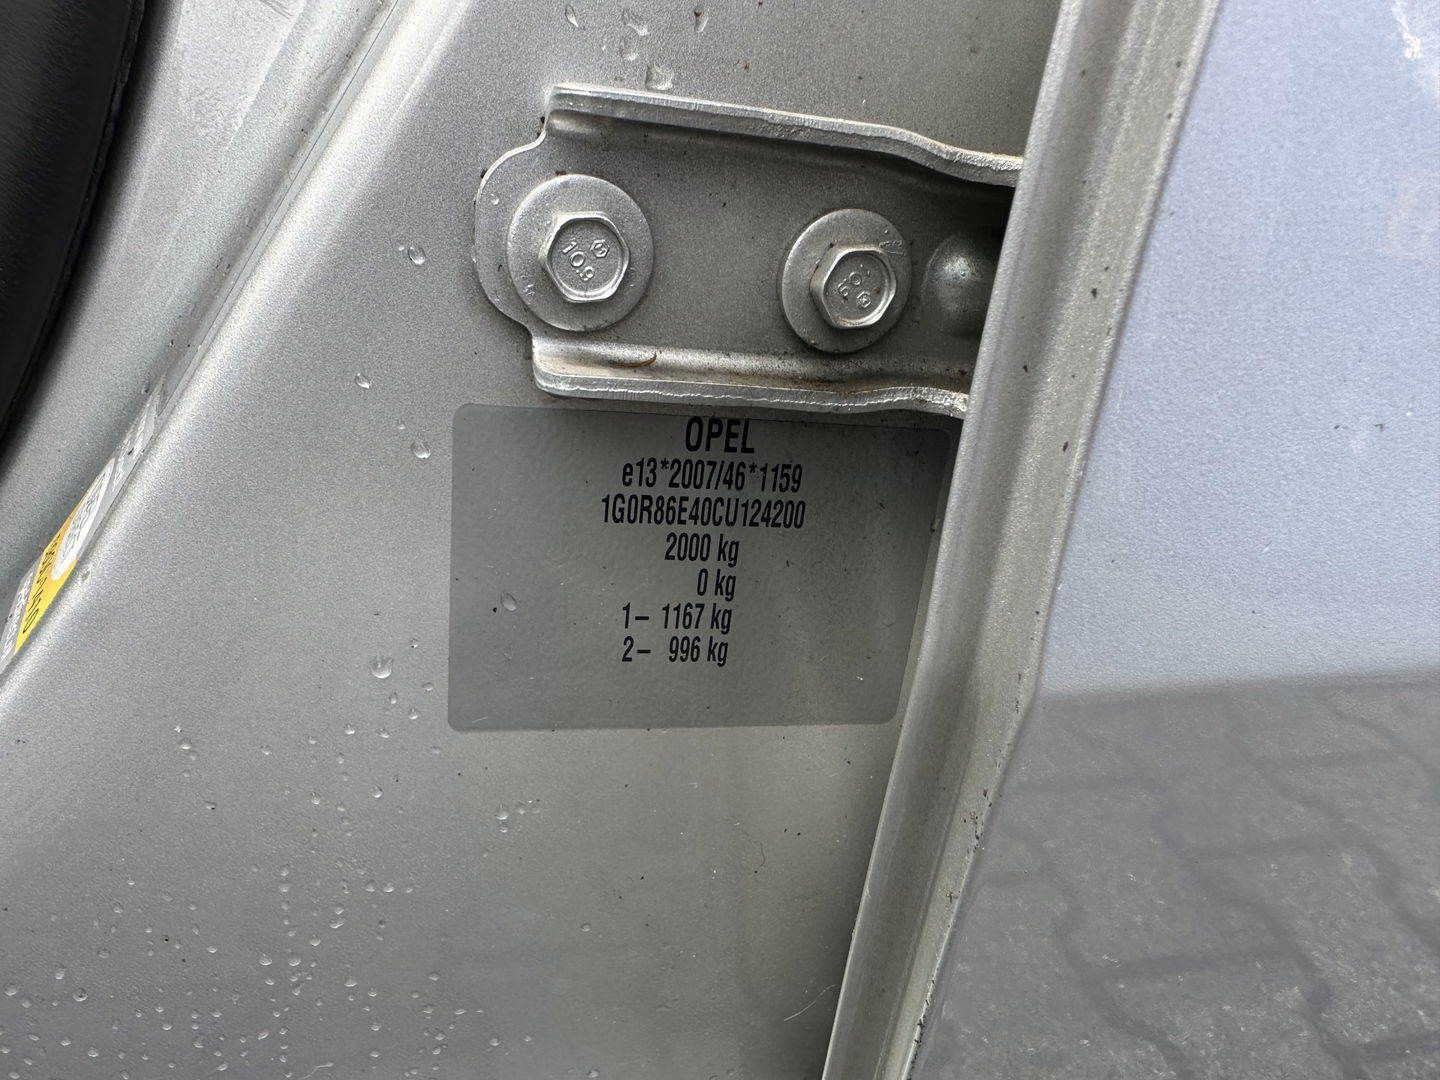 10.9
10.9
OPEL
e13*2007/46*1159
1G0R86E40CU124200
2000 kg
0 kg
1– 1167 kg
2– 996 kg